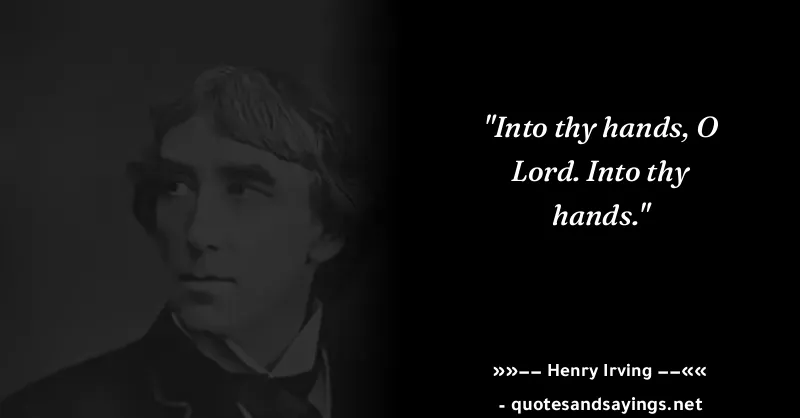 "Into thy hands, O
Lord. Into thy
hands."
»»−− Henry Irving −−««
- quotesandsayings.net